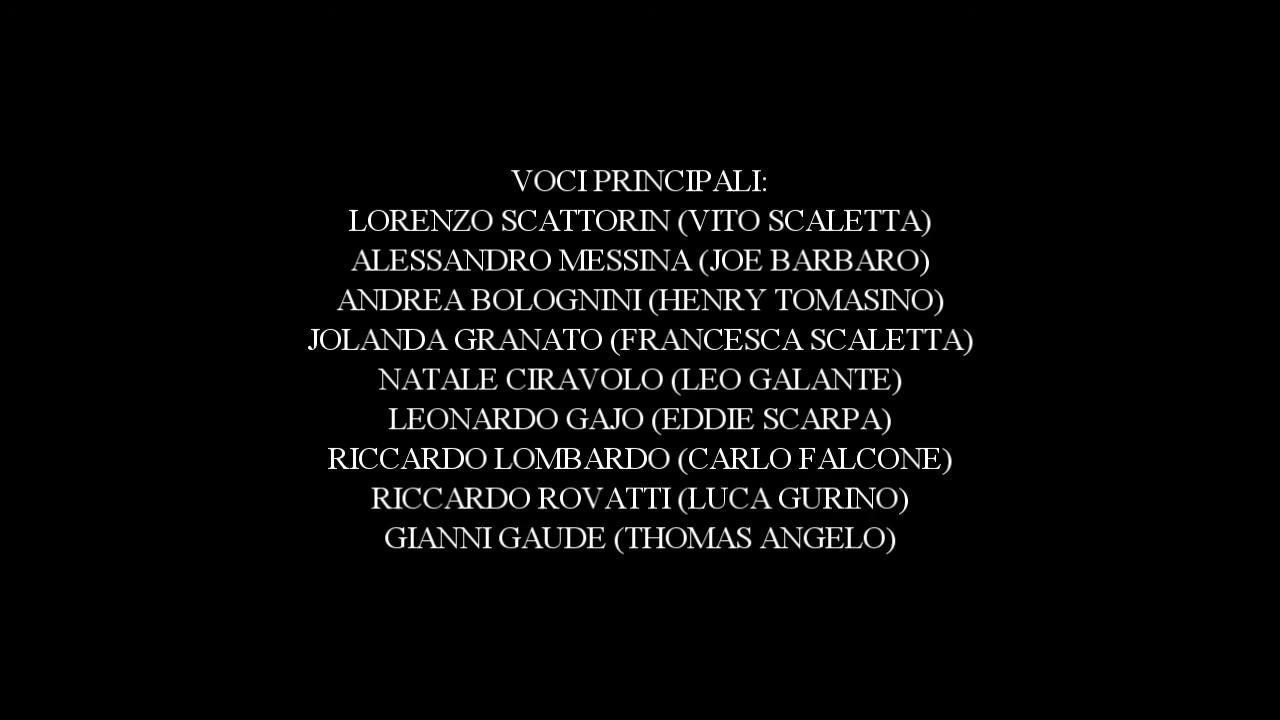 VOCI PRINCIPALI:
LORENZO SCATTORIN (VITO SCALETTA)
ALESSANDRO MESSINA (JOE BARBARO)
ANDREA BOLOGNINI (HENRY TOMASINO)
JOLANDA GRANATO (FRANCESCA SCALETTA)
NATALE CIRAVOLO (LEO GALANTE)
LEONARDO GAJO (EDDIE SCARPA)
RICCARDO LOMBARDO (CARLO FALCONE)
RICCARDO ROVATTI (LUCA GURINO)
GIANNI GAUDE (THOMAS ANGELO)